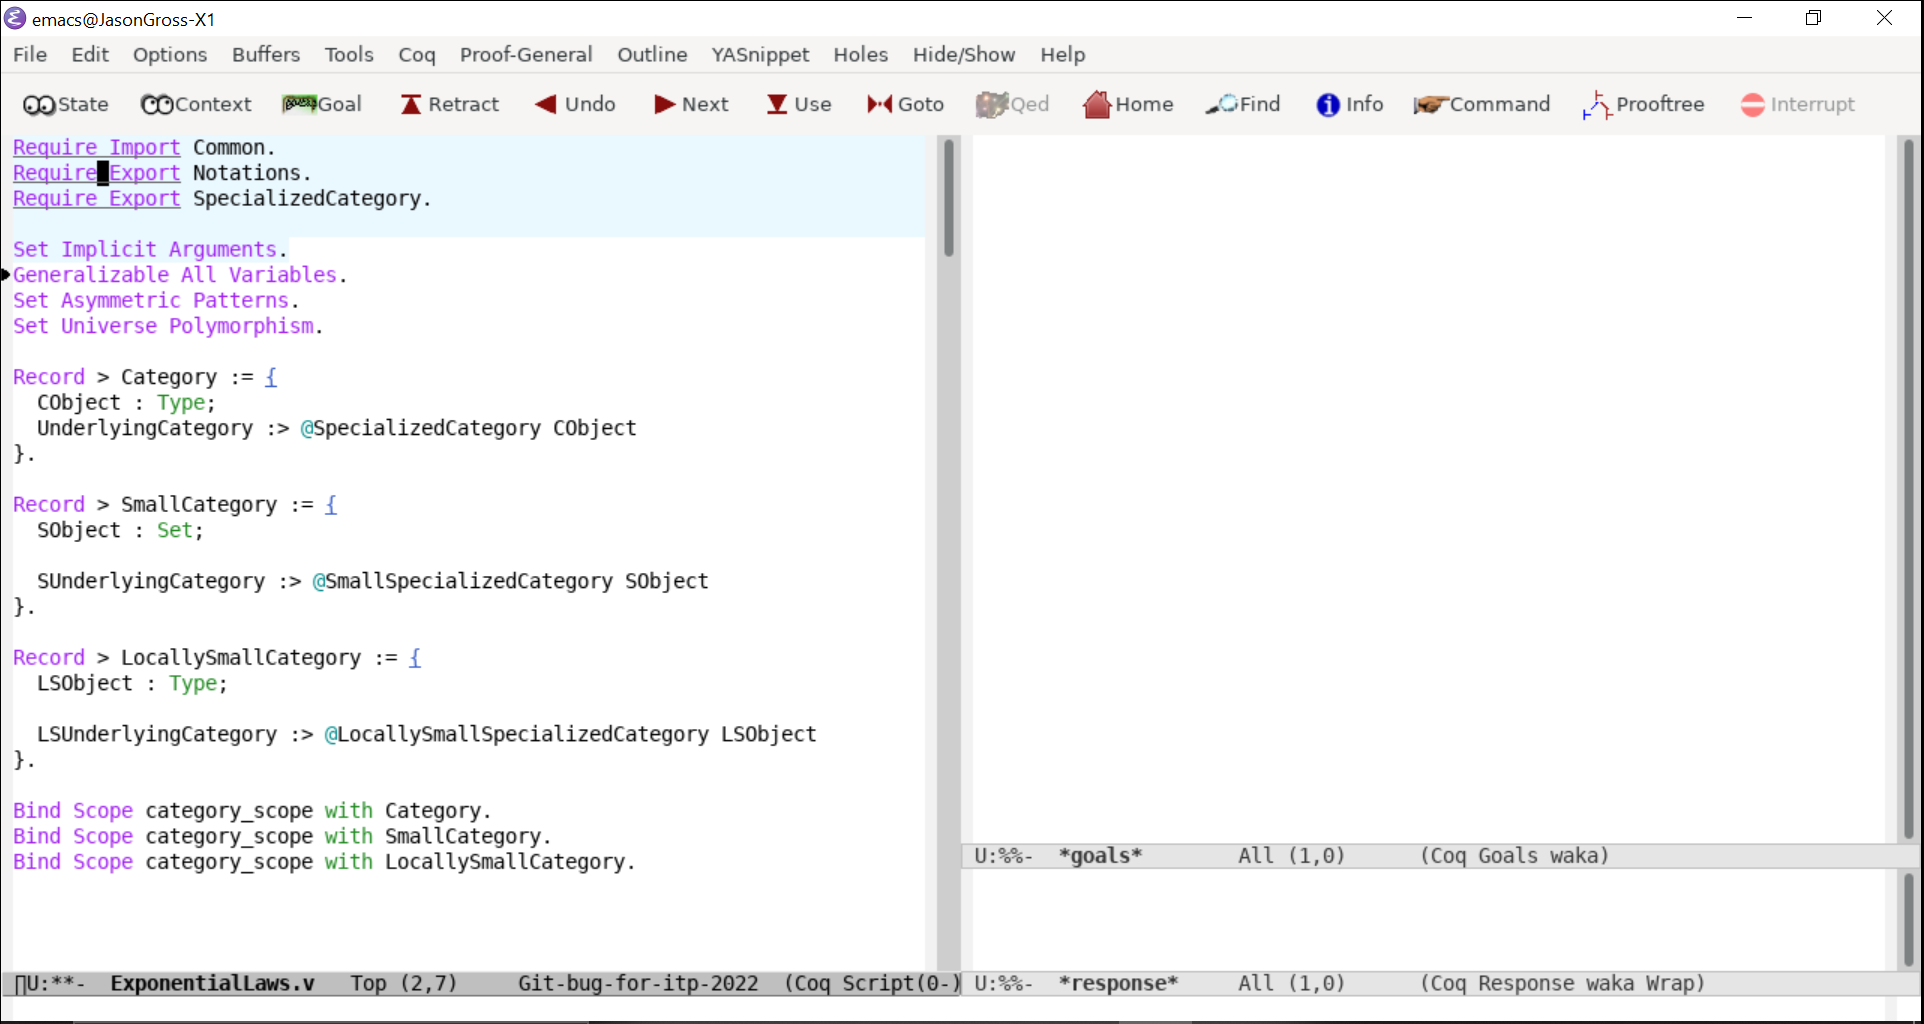 emacs@JasonGross-X1
File Edit Options Buffers Tools Coq Proof-General Outline YASnippet Holes Hide/Show Help
State Context Goal Retract Undo Next Use Goto Qed Home Find Info Command Prooftree Interrupt
Require Import Common.
Require Export Notations.
Require Export SpecializedCategory.
Set Implicit Arguments.
Generalizable All Variables.
Set Asymmetric Patterns.
Set Universe Polymorphism.
Record > Category := {
CObject : Type;
UnderlyingCategory :> @SpecializedCategory CObject
}.
Record > SmallCategory := {
SObject : Set;
SUnderlyingCategory :> @SmallSpecializedCategory SObject
}.
Record > LocallySmallCategory := {
LSObject : Type;
LSUnderlyingCategory :> @LocallySmallSpecializedCategory LSObject
}.
Bind Scope category_scope with Category.
Bind Scope category_scope with SmallCategory.
Bind Scope category_scope with LocallySmallCategory.
U:**- ExponentialLaws.v Top (2,7) Git-bug-for-itp-2022 (Coq Script(0-)
U:%%- *goals* All (1,0) (Coq Goals waka)
U:%%- *response* All (1,0) (Coq Response waka Wrap)